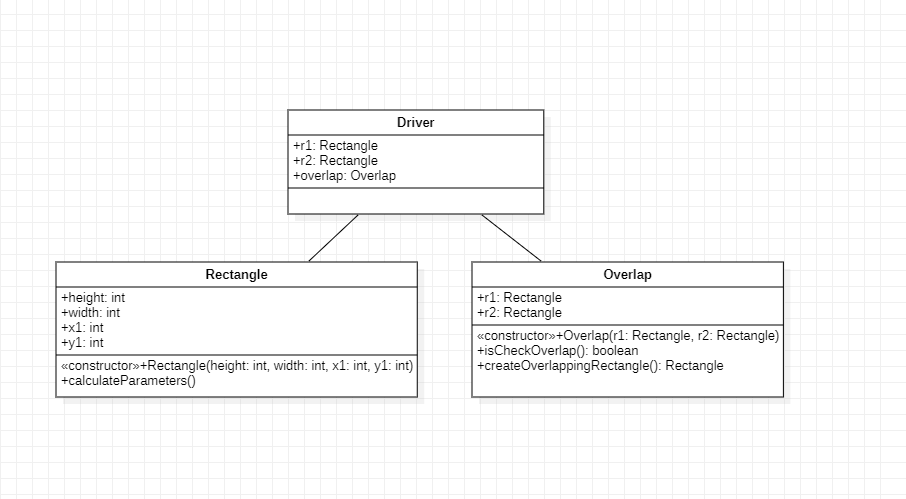 Driver
+r1: Rectangle
+r2: Rectangle
+overlap: Overlap
Rectangle
+height: int
+width: int
+x1: int
+y1: int
«constructor»+Rectangle(height: int, width: int, x1: int, y1: int)
+calculateParameters()
Overlap
+r1: Rectangle
+r2: Rectangle
«constructor»+Overlap(r1: Rectangle, r2: Rectangle)
+isCheckOverlap(): boolean
+createOverlappingRectangle(): Rectangle